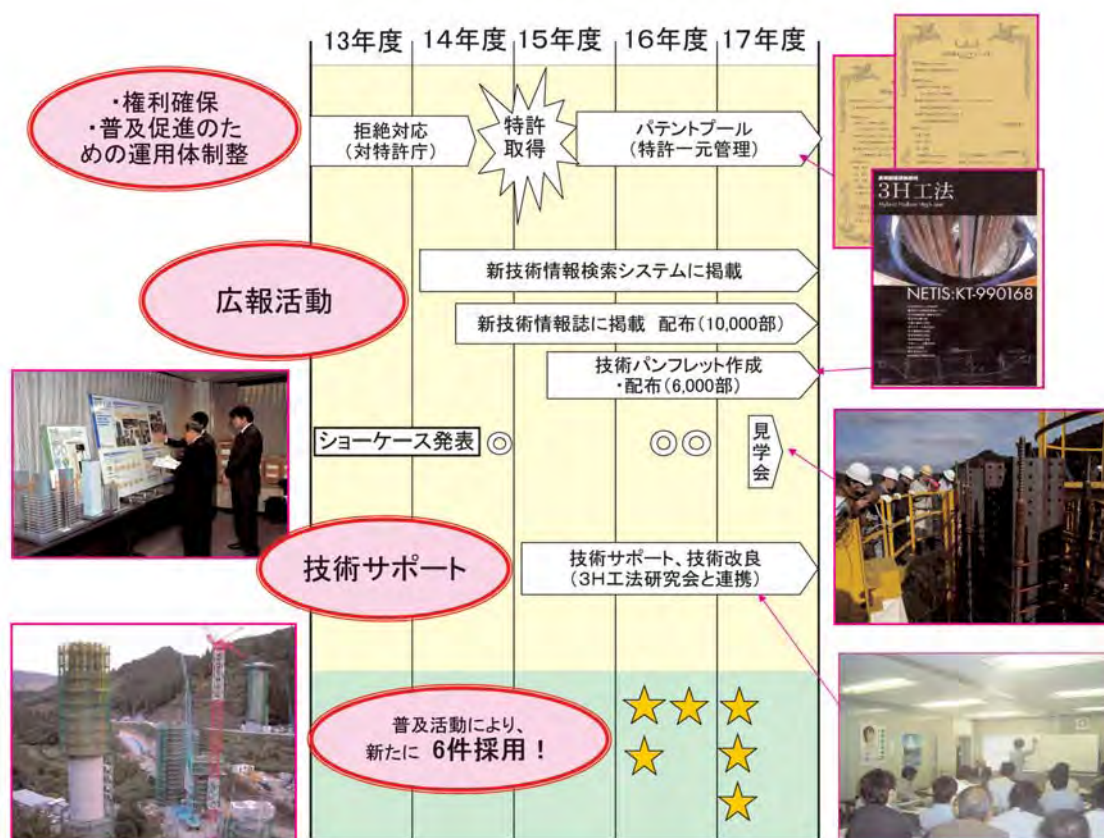 13年度 14年度 15年度 16年度 17年度
・権利確保
・普及促進のた
めの運用体制整
拒絶対応
(対特許庁)
特許
取得
パテントプール
(特許一元管理)
3H工法
NETIS:KT-990168
広報活動
新技術情報検索システムに掲載
新技術情報誌に掲載 配布(10,000部)
技術パンフレット作成
・配布(6,000部)
ショーケース発表
見学会
技術サポート
技術サポート、技術改良
(3H工法研究会と連携)
普及活動により、
新たに 6件採用!